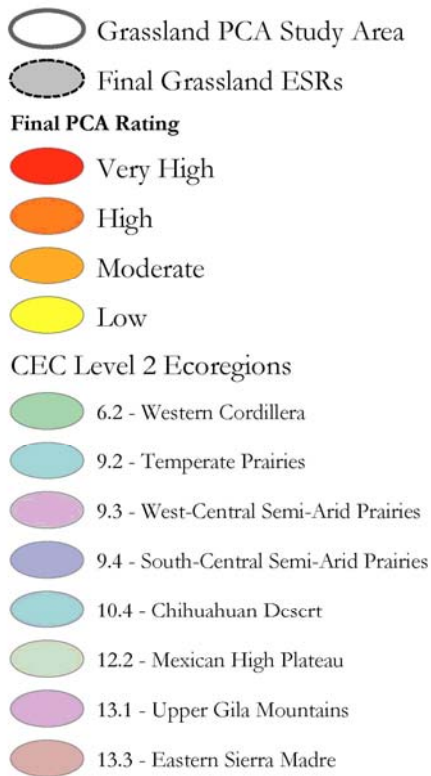 Grassland PCA Study Area
Final Grassland ESRs
Final PCA Rating
Very High
High
Moderate
Low
CEC Level 2 Ecoregions
6.2 - Western Cordillera
9.2 - Temperate Prairies
9.3 - West-Central Semi-Arid Prairies
9.4 - South-Central Semi-Arid Prairies
10.4 - Chihuahuan Desert
12.2 - Mexican High Plateau
13.1 - Upper Gila Mountains
13.3 - Eastern Sierra Madre